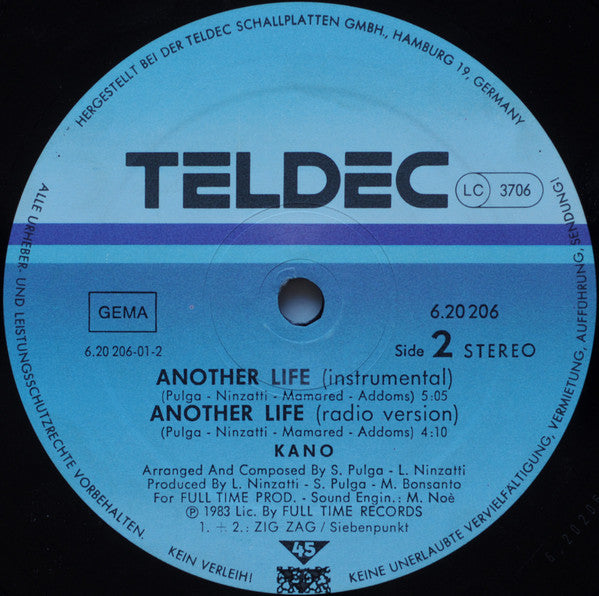 HERGESTELLT BEI DER TELDEC SCHALLPLATTEN GMBH., HAMBURG 19. GERMANY
TELDEC
LC 3706
GEMA
6.20 206
6.20 206-01-2
Side 2 STEREO
ANOTHER LIFE (instrumental)
(Pulga - Ninzatti - Mamared - Addoms) 5:05
ANOTHER LIFE (radio version)
(Pulga - Ninzatti - Mamared - Addoms) 4:10
KANO
Arranged And Composed By S. Pulga - L. Ninzatti
Produced By L. Ninzatti - S. Pulga - M. Bonsanto
For FULL TIME PROD. - Sound Engin.: M. Noè
℗ 1983 Lic. By FULL TIME RECORDS
1. + 2.: ZIG ZAG / Siebenpunkt
45
ALLE URHEBER- UND LEISTUNGSSCHUTZRECHTE VORBEHALTEN.
KEIN VERLEIH!
KEINE UNERLAUBTE VERVIELFÄLTIGUNG, VERMIETUNG, AUFFÜHRUNG, SENDUNG!
6.20206